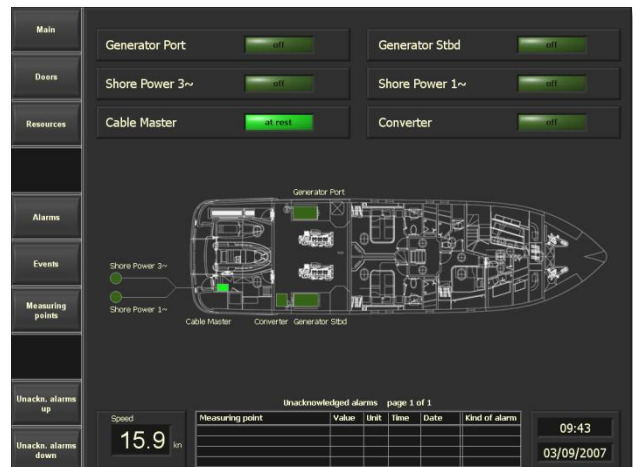 Main
Doors
Resources
Alarms
Events
Measuring
points
Unackn. alarms
up
Unackn. alarms
down
Generator Port off
Generator Stbd off
Shore Power 3~ off
Shore Power 1~ off
Cable Master at rest
Converter off
Generator Port
Shore Power 3~
Shore Power 1~
Cable Master Converter Generator Stbd
Unacknowledged alarms page 1 of 1
Measuring point Value Unit Time Date Kind of alarm
Speed
15.9 kn
09:43
03/09/2007